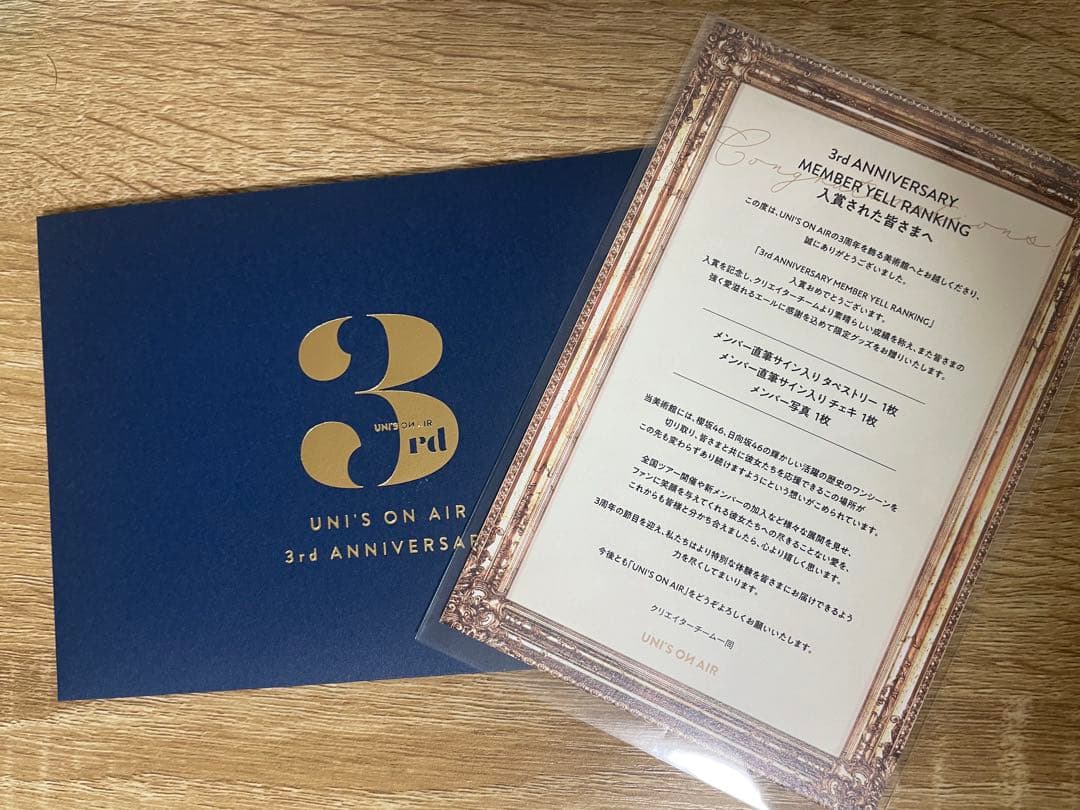 UNI'S ON AIR
3rd
UNI'S ON AIR
3rd ANNIVERSAR
Congratulations!
3rd ANNIVERSARY
MEMBER YELL RANKING
入賞された皆さまへ
この度は、UNI'S ON AIRの3周年を飾る美術館へとお越しくださり、
誠にありがとうございました。
「3rd ANNIVERSARY MEMBER YELL RANKING」
入賞おめでとうございます。
入賞を記念し、クリエイターチームより素晴らしい成績を称え、また皆さまの
強く愛溢れるエールに感謝を込めて限定グッズをお贈りいたします。
メンバー直筆サイン入り タペストリー 1枚
メンバー直筆サイン入り チェキ 1枚
メンバー写真 1枚
当美術館には、櫻坂46、日向坂46の輝かしい活躍の歴史のワンシーンを
切り取り、皆さまと共に彼女たちを応援できるこの場所が
この先も変わらずあり続けますようにという想いがこめられています。
全国ツアー開催や新メンバーの加入など様々な展開を見せ、
ファンに笑顔を与えてくれる彼女たちへの尽きることない愛を、
これからも皆様と分かち合えましたら、心より嬉しく思います。
3周年の節目を迎え、私たちはより特別な体験を皆さまにお届けできるよう
力を尽くしてまいります。
今後とも「UNI'S ON AIR」をどうぞよろしくお願いいたします。
クリエイターチーム一同
UNI'S ON AIR